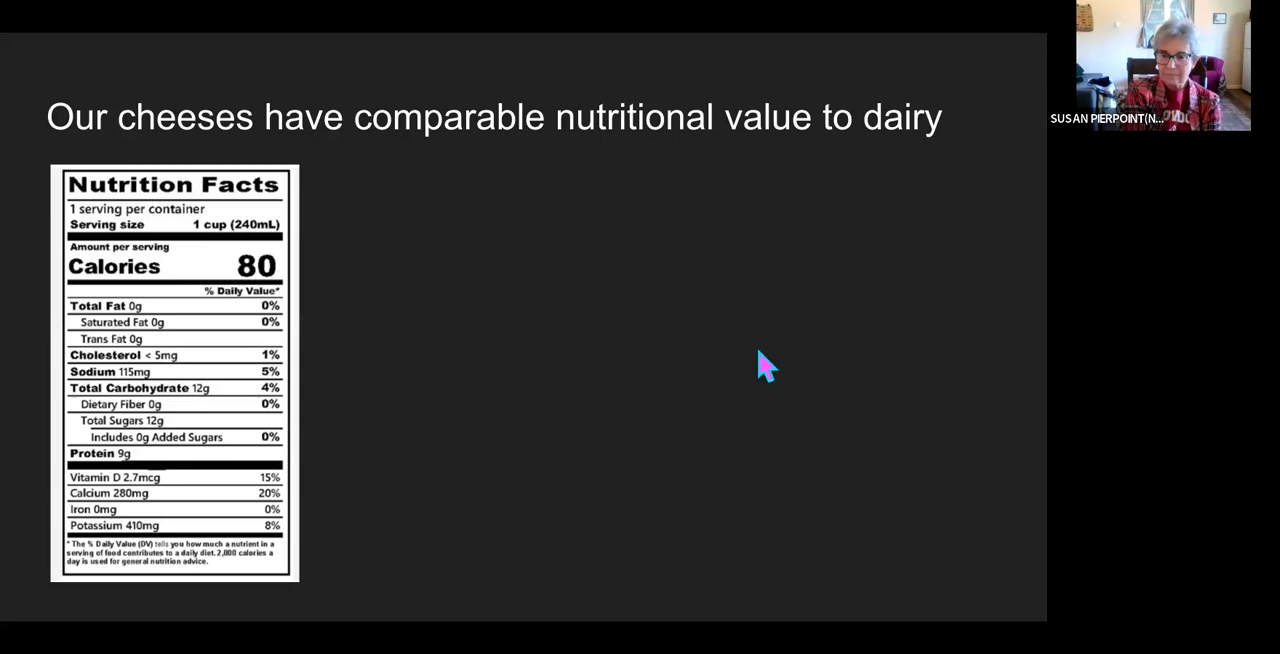 Our cheeses have comparable nutritional value to dairy
SUSAN PIERPOINT(N...
Nutrition Facts
1 serving per container
Serving size 1 cup (240mL)
Amount per serving
Calories 80
% Daily Value*
Total Fat 0g 0%
Saturated Fat 0g 0%
Trans Fat 0g
Cholesterol < 5mg 1%
Sodium 115mg 5%
Total Carbohydrate 12g 4%
Dietary Fiber 0g 0%
Total Sugars 12g
Includes 0g Added Sugars 0%
Protein 9g
Vitamin D 2.7mcg 15%
Calcium 280mg 20%
Iron 0mg 0%
Potassium 410mg 8%
* The % Daily Value (DV) tells you how much a nutrient in a
serving of food contributes to a daily diet. 2,000 calories a
day is used for general nutrition advice.